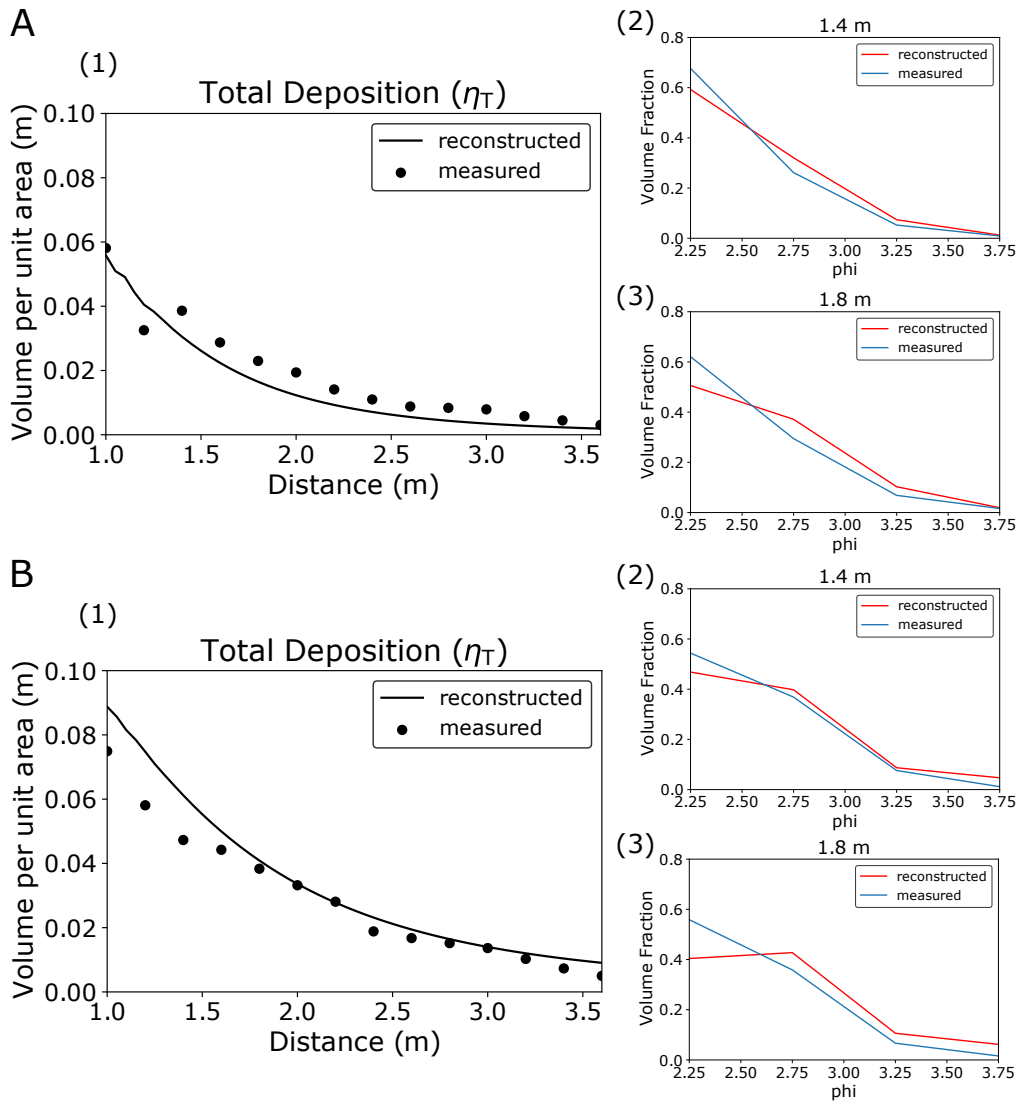 A
(1)
Total Deposition (ηT)
reconstructed
measured
Volume per unit area (m)
0.10
0.08
0.06
0.04
0.02
0.00
1.0 1.5 2.0 2.5 3.0 3.5
Distance (m)
(2)
1.4 m
reconstructed
measured
Volume Fraction
0.8
0.6
0.4
0.2
0.0
2.25 2.50 2.75 3.00 3.25 3.50 3.75
phi
(3)
1.8 m
reconstructed
measured
Volume Fraction
0.8
0.6
0.4
0.2
0.0
2.25 2.50 2.75 3.00 3.25 3.50 3.75
phi
B
(1)
Total Deposition (ηT)
reconstructed
measured
Volume per unit area (m)
0.10
0.08
0.06
0.04
0.02
0.00
1.0 1.5 2.0 2.5 3.0 3.5
Distance (m)
(2)
1.4 m
reconstructed
measured
Volume Fraction
0.8
0.6
0.4
0.2
0.0
2.25 2.50 2.75 3.00 3.25 3.50 3.75
phi
(3)
1.8 m
reconstructed
measured
Volume Fraction
0.8
0.6
0.4
0.2
0.0
2.25 2.50 2.75 3.00 3.25 3.50 3.75
phi